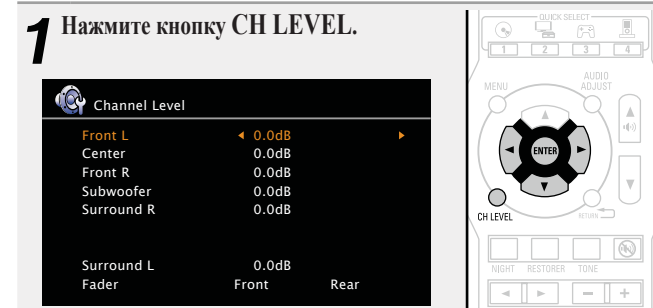 1 Нажмите кнопку CH LEVEL.
Channel Level
Front L 0.0dB
Center 0.0dB
Front R 0.0dB
Subwoofer 0.0dB
Surround R 0.0dB
Surround L 0.0dB
Fader Front Rear
QUICK SELECT
1 2 3 4
MENU
AUDIO
ADJUST
ENTER
CH LEVEL
RETURN
NIGHT RESTORER TONE